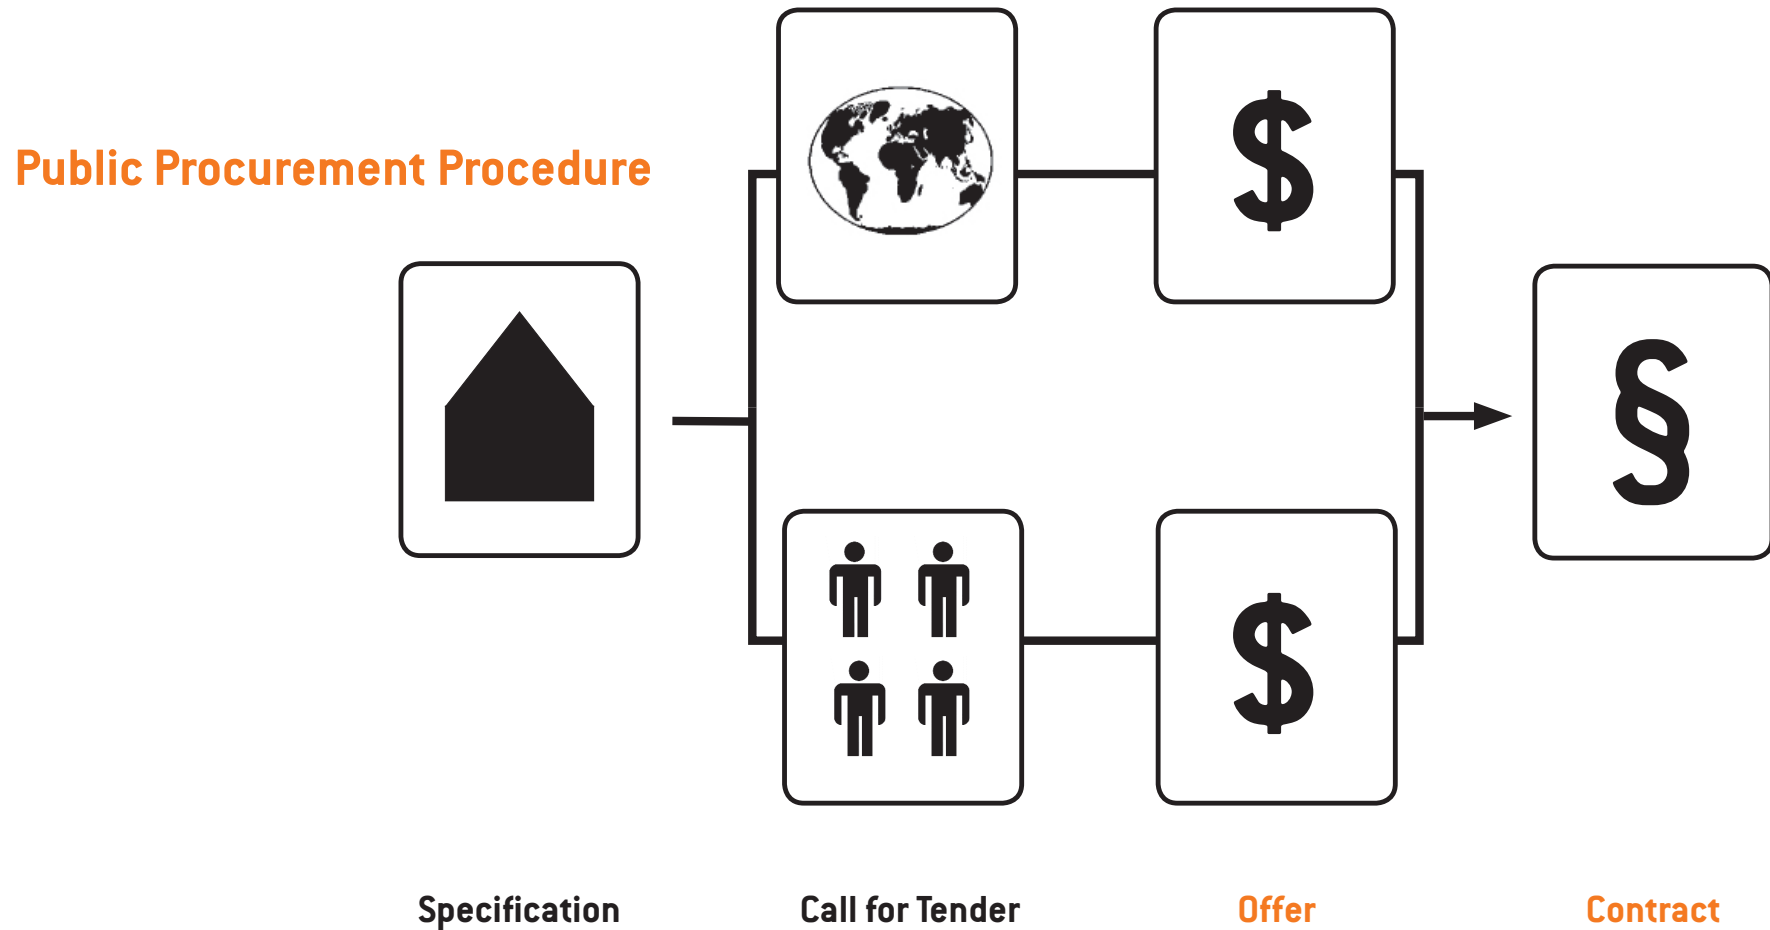 Public Procurement Procedure
$
$
§
Specification
Call for Tender
Offer
Contract